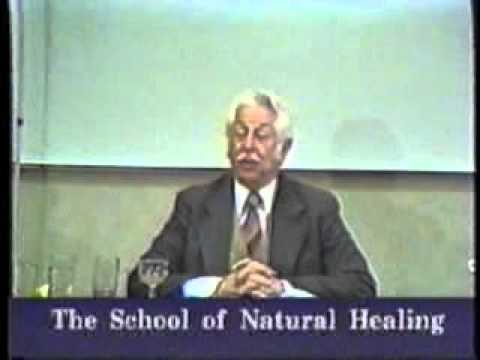 The School of Natural Healing